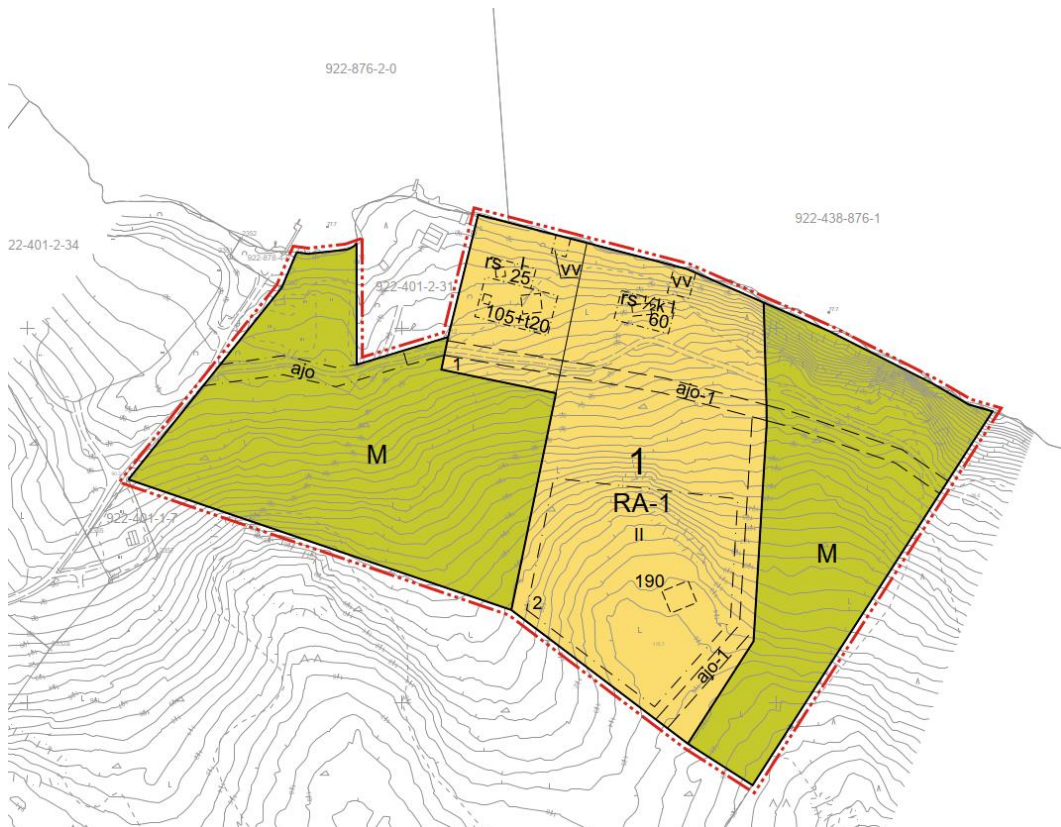 922-876-2-0
922-438-876-1
22-401-2-34
922-401-2-31
rs I
25
105+t20
vv
vv
rs ½k I
60
ajo
1
ajo-1
M
1
RA-1
II
190
M
922-401-1-7
2
ajo-1